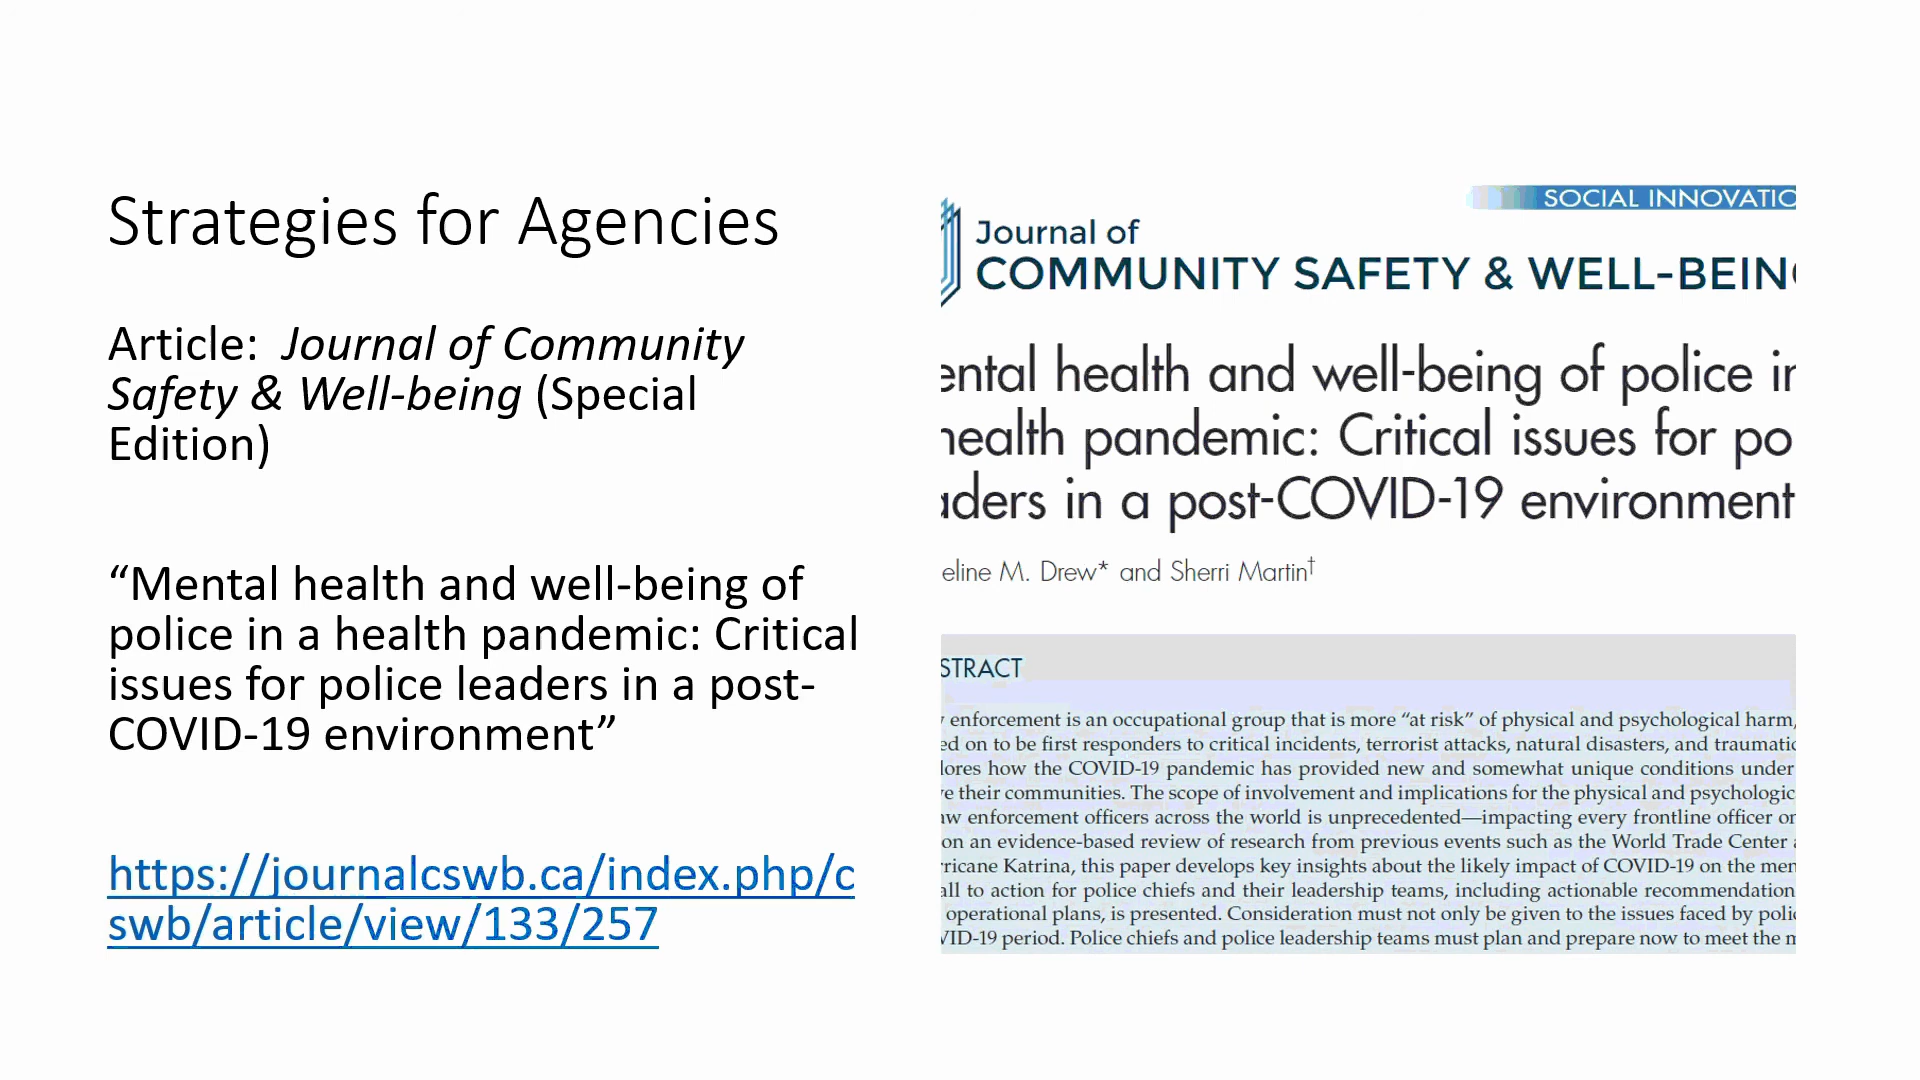 Strategies for Agencies
Article: Journal of Community
Safety & Well-being (Special
Edition)
“Mental health and well-being of
police in a health pandemic: Critical
issues for police leaders in a post-
COVID-19 environment”
https://journalcswb.ca/index.php/c
swb/article/view/133/257
SOCIAL INNOVATIO
Journal of
COMMUNITY SAFETY & WELL-BEING
ental health and well-being of police in
health pandemic: Critical issues for po
aders in a post-COVID-19 environment
eline M. Drew* and Sherri Martin†
STRACT
enforcement is an occupational group that is more “at risk” of physical and psychological harm,
ed on to be first responders to critical incidents, terrorist attacks, natural disasters, and traumatic
lores how the COVID-19 pandemic has provided new and somewhat unique conditions under
e their communities. The scope of involvement and implications for the physical and psychologic
aw enforcement officers across the world is unprecedented—impacting every frontline officer or
on an evidence-based review of research from previous events such as the World Trade Center
rricane Katrina, this paper develops key insights about the likely impact of COVID-19 on the men
all to action for police chiefs and their leadership teams, including actionable recommendation
operational plans, is presented. Consideration must not only be given to the issues faced by polic
VID-19 period. Police chiefs and police leadership teams must plan and prepare now to meet the m